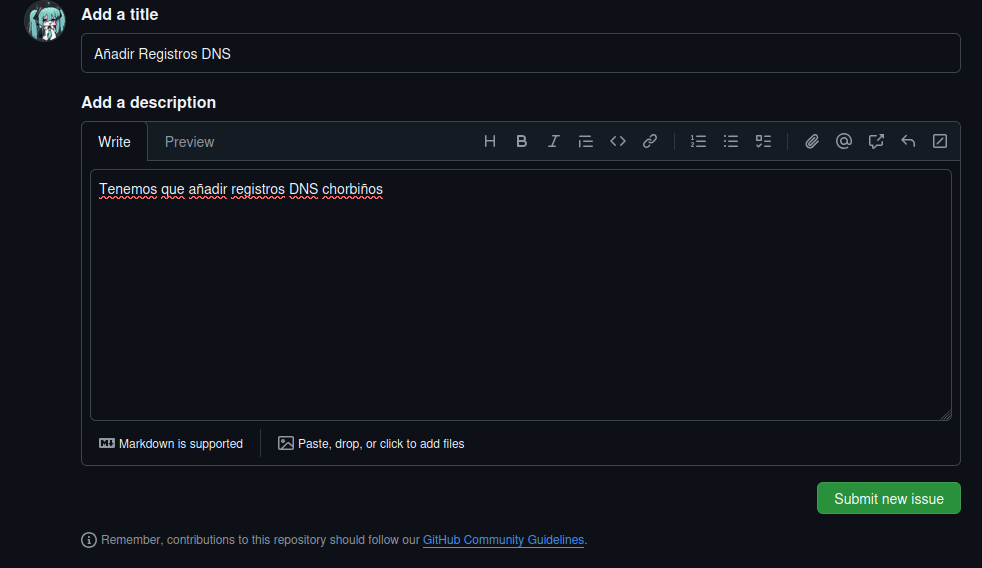 Add a title
Añadir Registros DNS
Add a description
Write Preview
Tenemos que añadir registros DNS chorbiños
Markdown is supported Paste, drop, or click to add files
Submit new issue
Remember, contributions to this repository should follow our GitHub Community Guidelines.